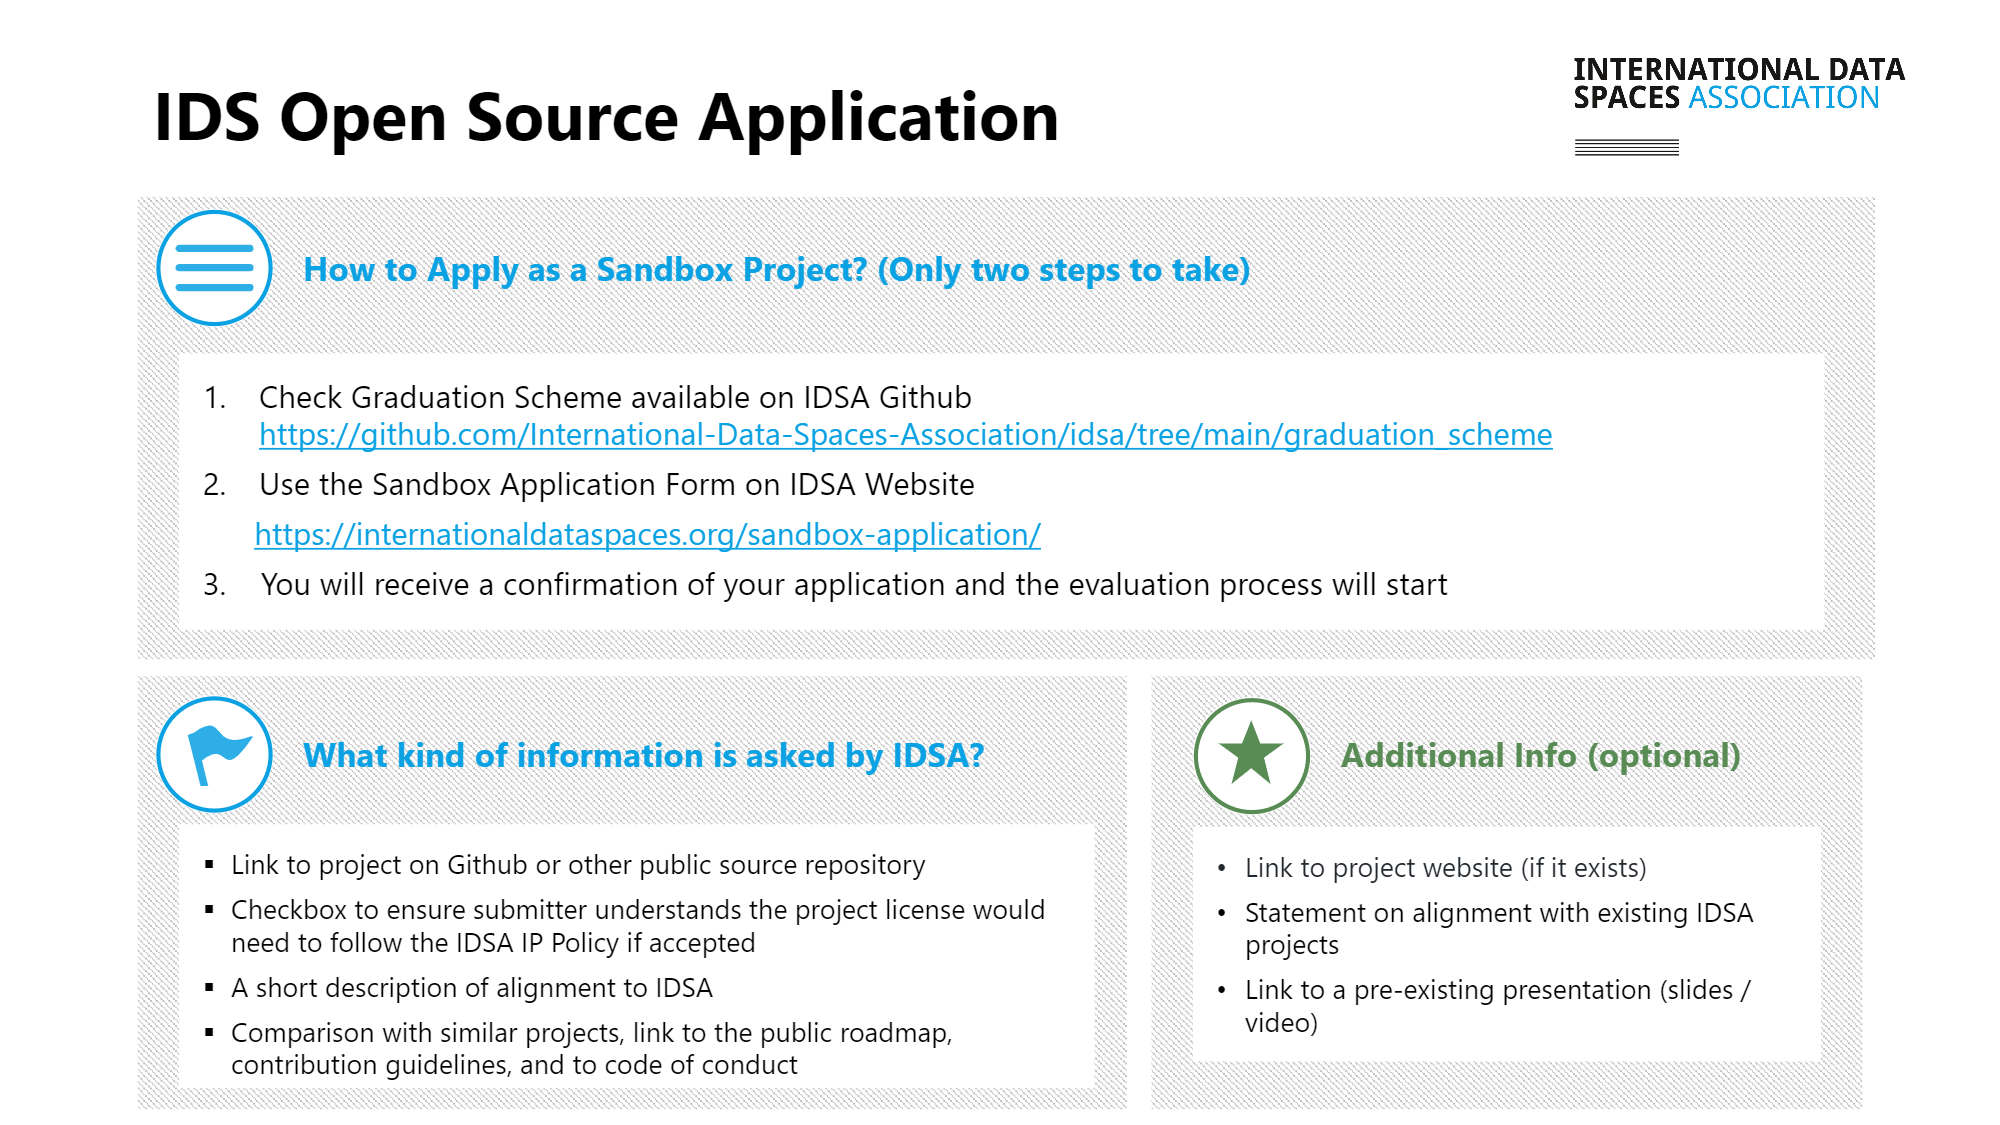 IDS Open Source Application
INTERNATIONAL DATA
SPACES ASSOCIATION
How to Apply as a Sandbox Project? (Only two steps to take)
1. Check Graduation Scheme available on IDSA Github
https://github.com/International-Data-Spaces-Association/idsa/tree/main/graduation_scheme
2. Use the Sandbox Application Form on IDSA Website
https://internationaldataspaces.org/sandbox-application/
3. You will receive a confirmation of your application and the evaluation process will start
What kind of information is asked by IDSA?
▪ Link to project on Github or other public source repository
▪ Checkbox to ensure submitter understands the project license would
need to follow the IDSA IP Policy if accepted
▪ A short description of alignment to IDSA
▪ Comparison with similar projects, link to the public roadmap,
contribution guidelines, and to code of conduct
Additional Info (optional)
• Link to project website (if it exists)
• Statement on alignment with existing IDSA
projects
• Link to a pre-existing presentation (slides /
video)